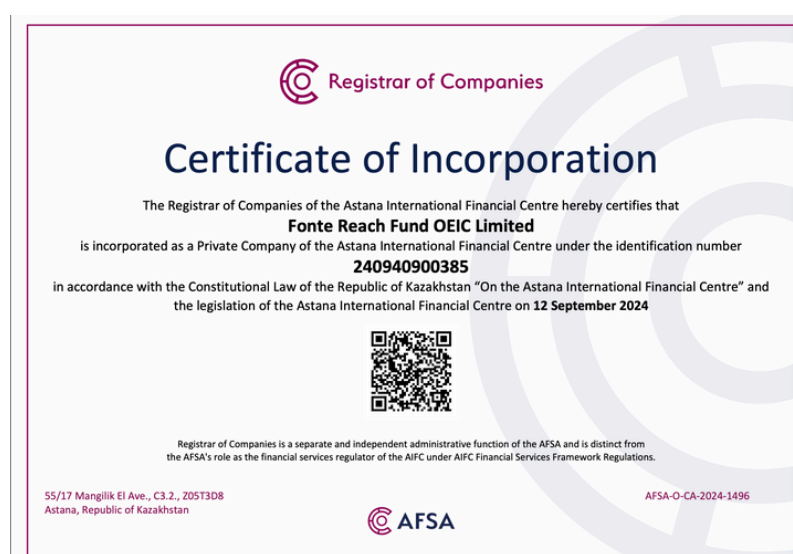 Registrar of Companies
Certificate of Incorporation
The Registrar of Companies of the Astana International Financial Centre hereby certifies that
Fonte Reach Fund OEIC Limited
is incorporated as a Private Company of the Astana International Financial Centre under the identification number
240940900385
in accordance with the Constitutional Law of the Republic of Kazakhstan “On the Astana International Financial Centre” and
the legislation of the Astana International Financial Centre on 12 September 2024
Registrar of Companies is a separate and independent administrative function of the AFSA and is distinct from
the AFSA's role as the financial services regulator of the AIFC under AIFC Financial Services Framework Regulations.
55/17 Mangilik El Ave., C3.2., Z05T3D8
Astana, Republic of Kazakhstan
AFSA-O-CA-2024-1496
AFSA